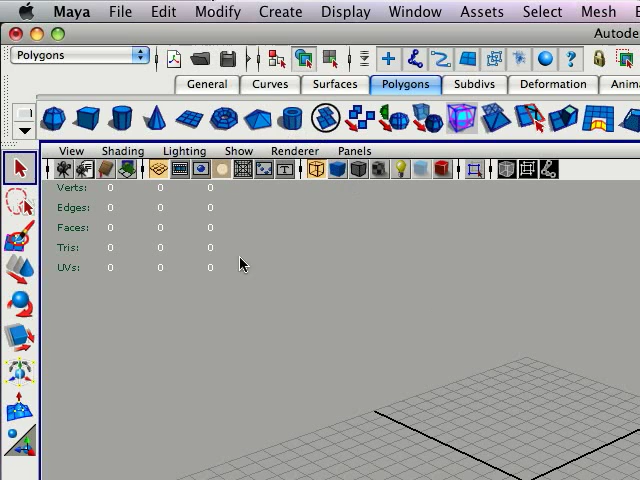 Maya File Edit Modify Create Display Window Assets Select Mesh
Autode
Polygons
General Curves Surfaces Polygons Subdivs Deformation Anima
View Shading Lighting Show Renderer Panels
Verts: 0 0 0
Edges: 0 0 0
Faces: 0 0 0
Tris: 0 0 0
UVs: 0 0 0